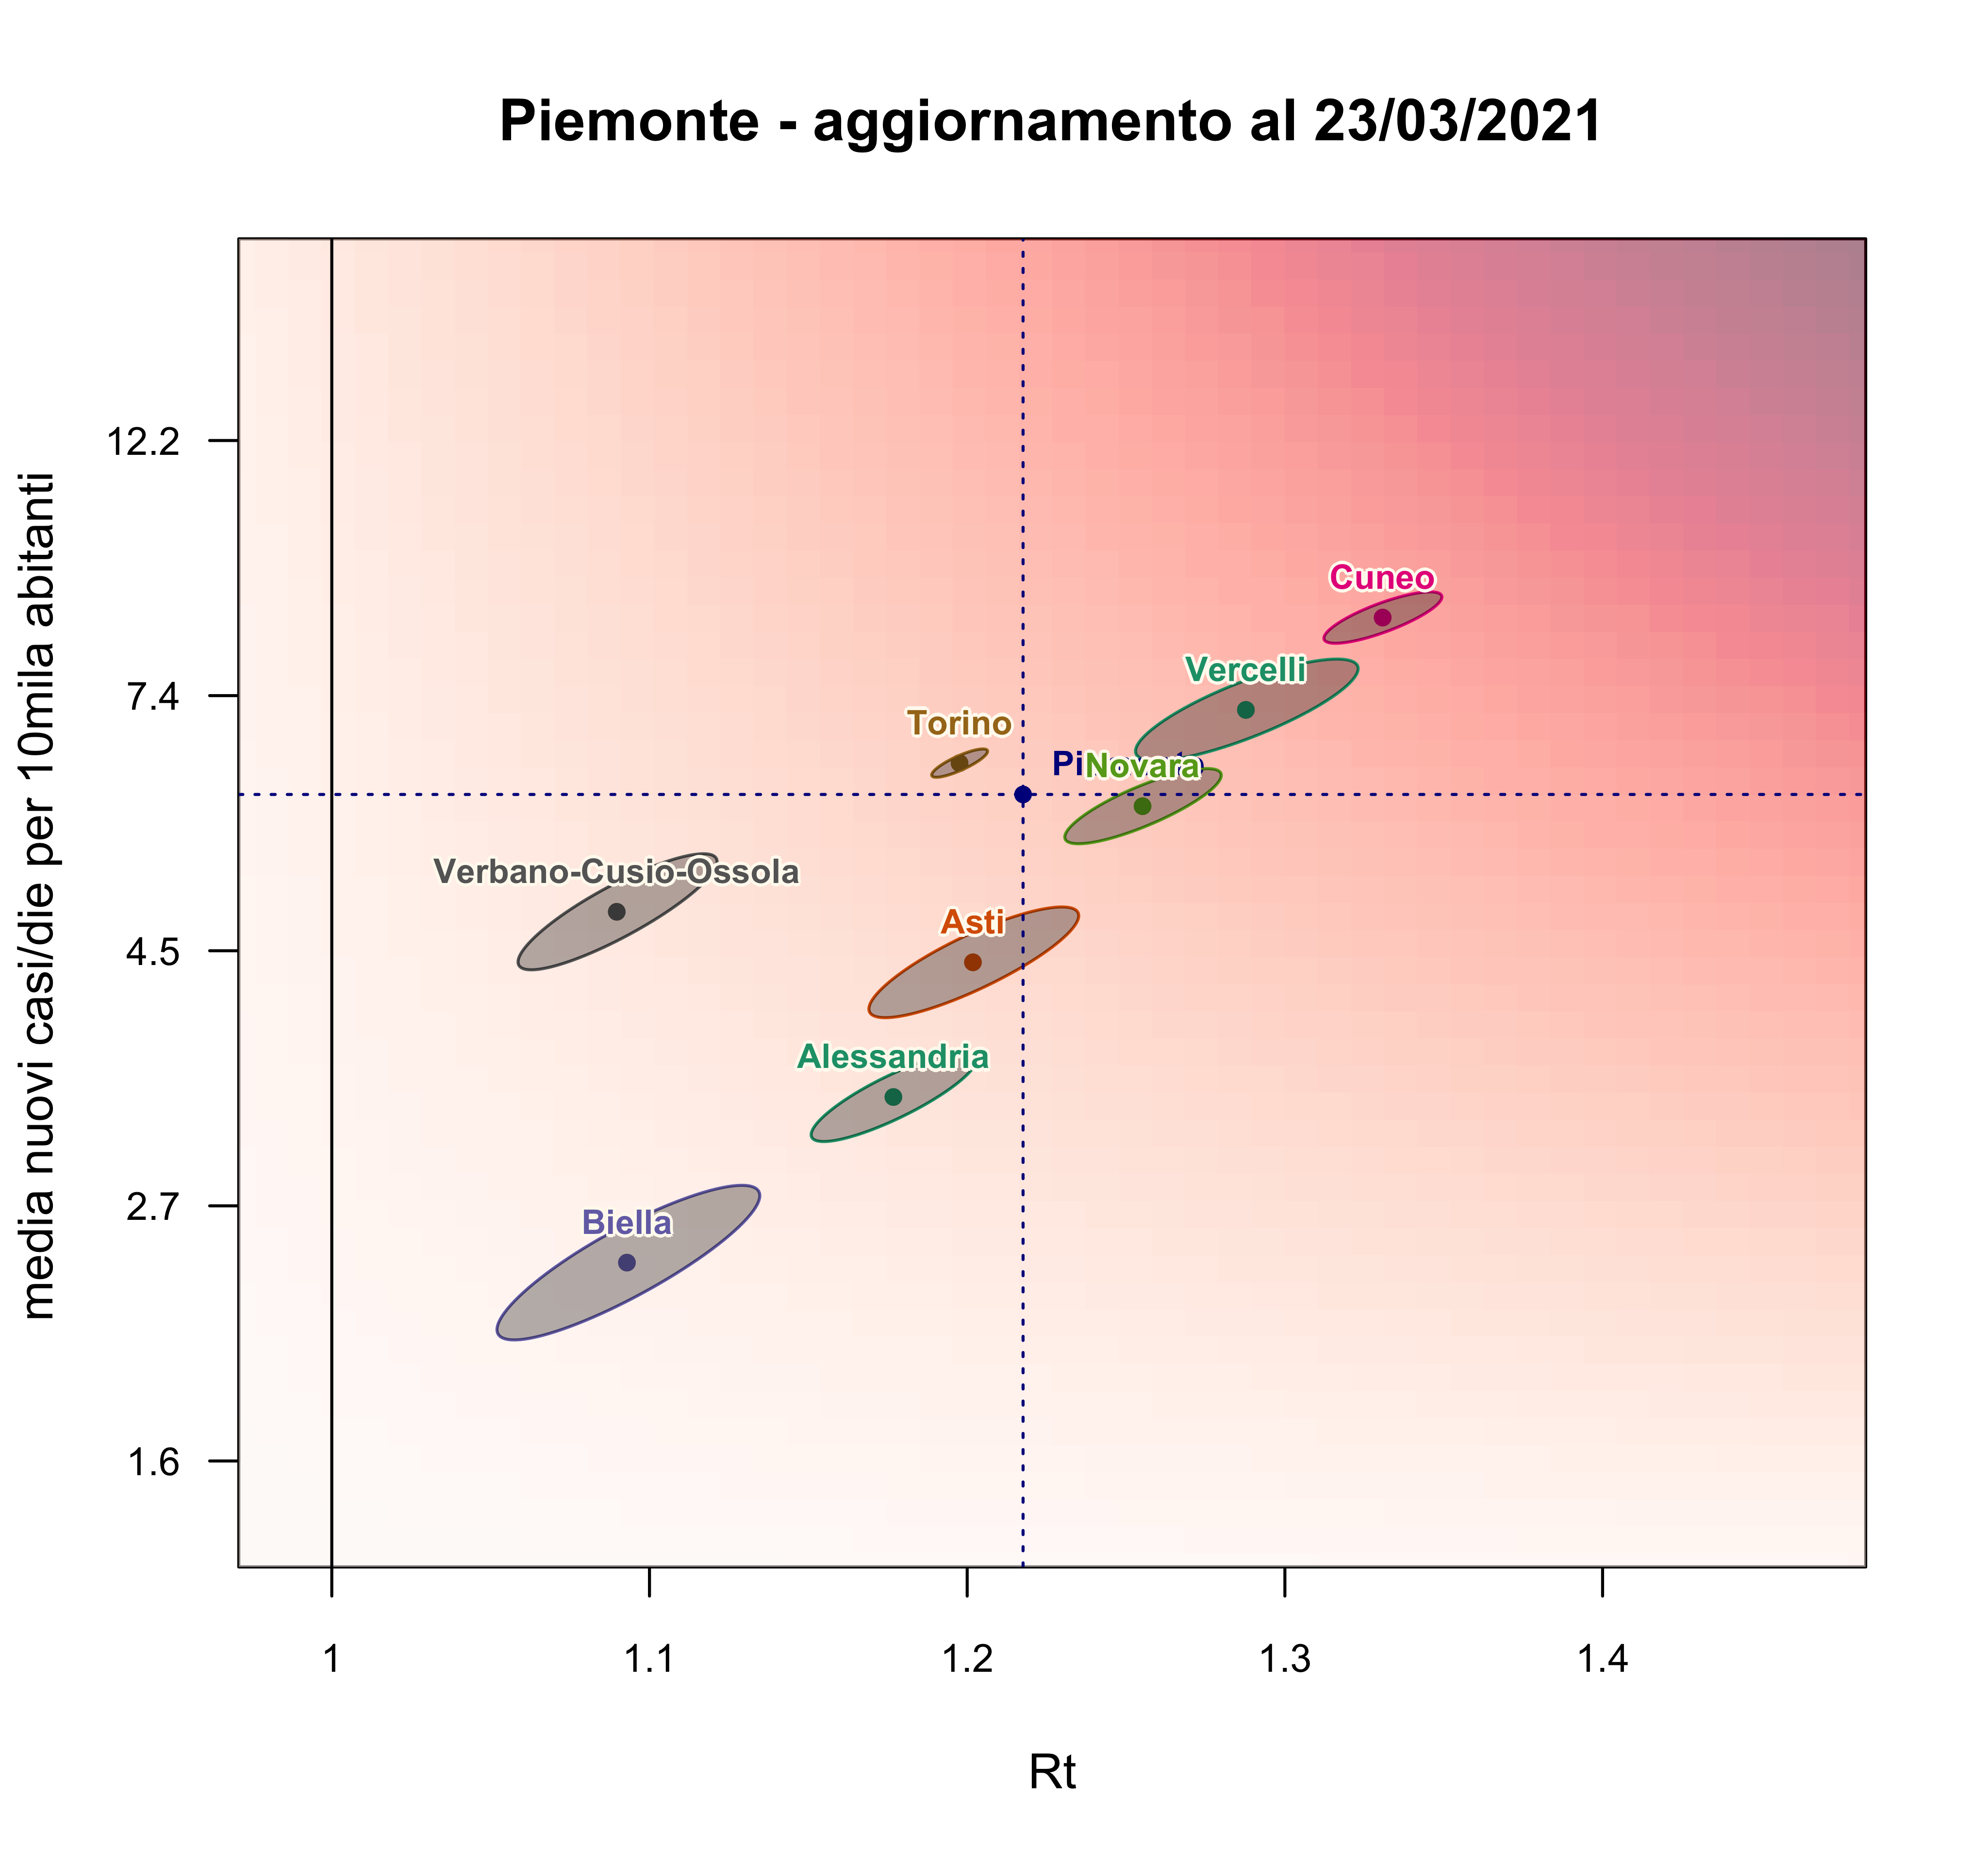 Piemonte - aggiornamento al 23/03/2021
media nuovi casi/die per 10mila abitanti
12.2
7.4
4.5
2.7
1.6
Cuneo
Vercelli
Torino
Novara
Verbano-Cusio-Ossola
Asti
Alessandria
Biella
1
1.1
1.2
1.3
1.4
Rt